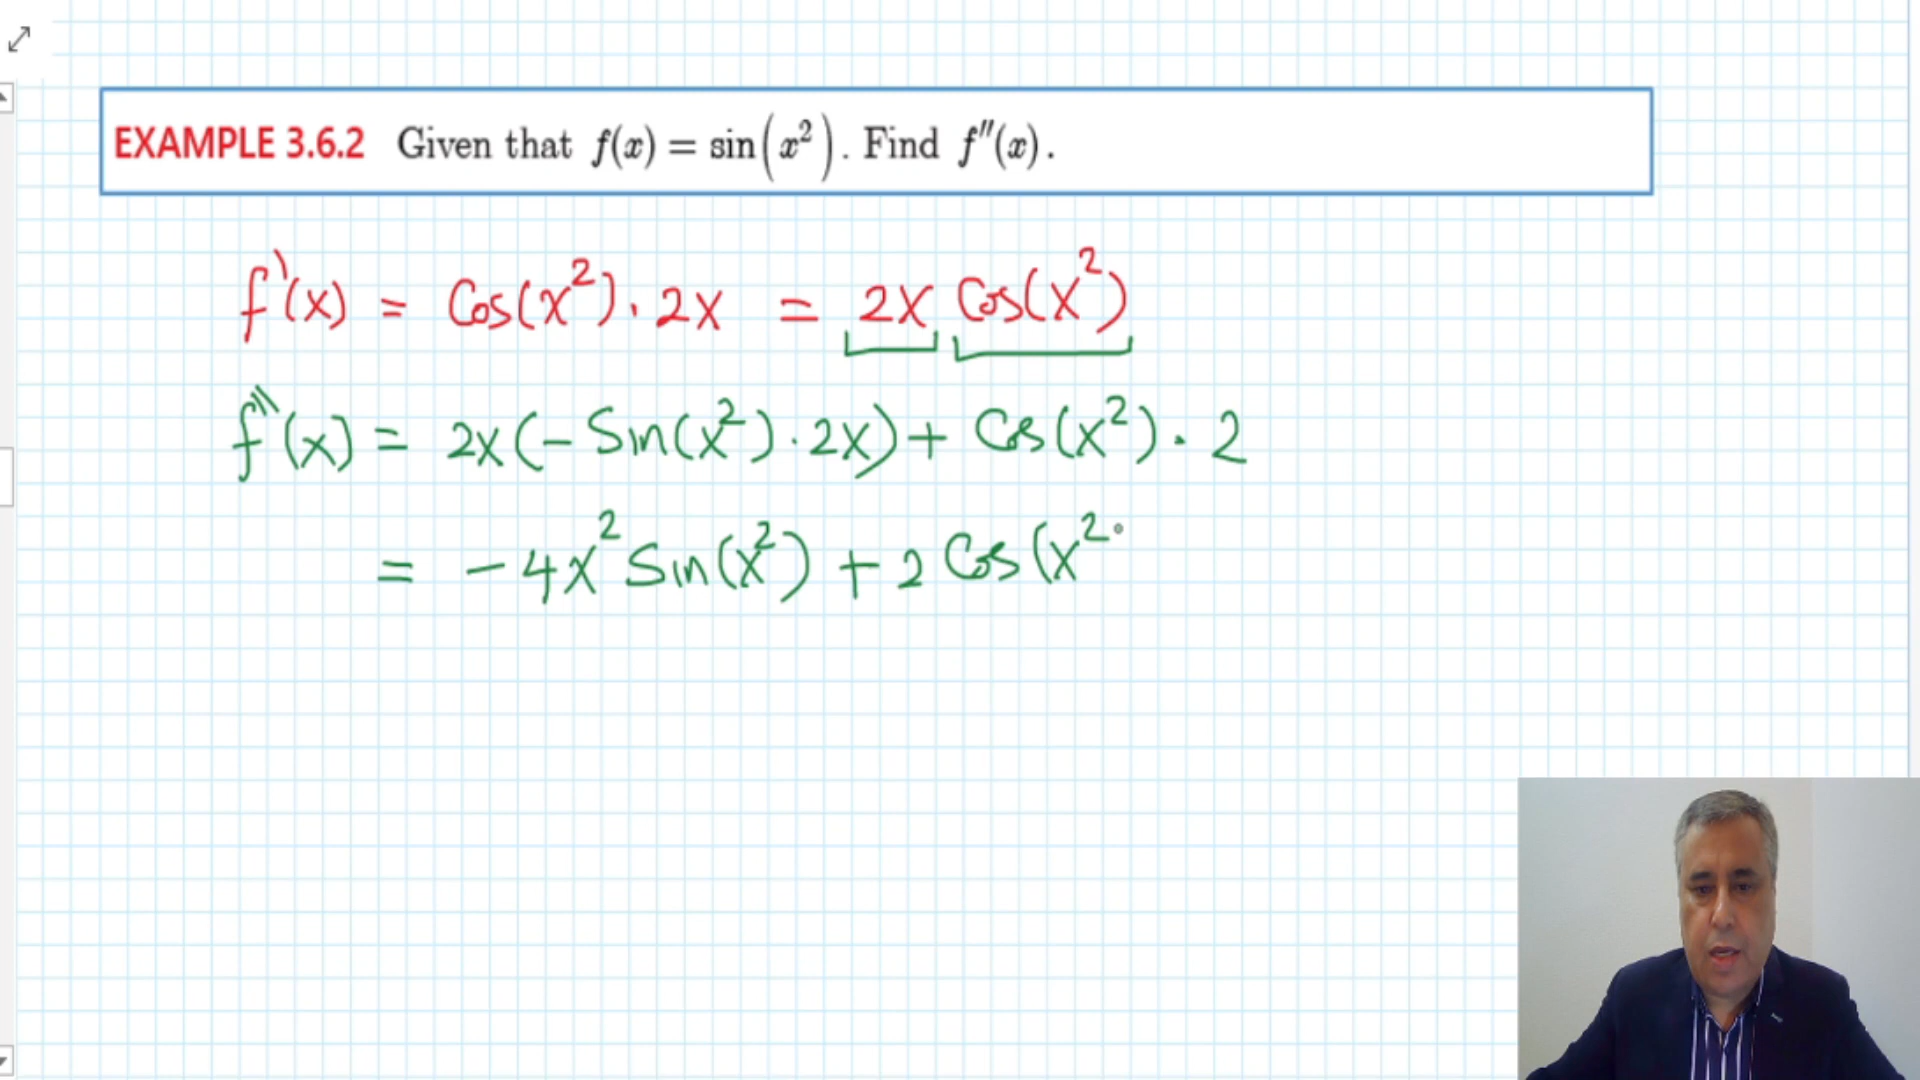 EXAMPLE 3.6.2 Given that f(x) = sin(x²). Find f″(x).
f'(x) = Cos(x²) · 2x = 2x Cos(x²)
f"(x) = 2x(- Sin(x²) · 2x) + Cos(x²) · 2
= -4x² Sin(x²) + 2 Cos(x²